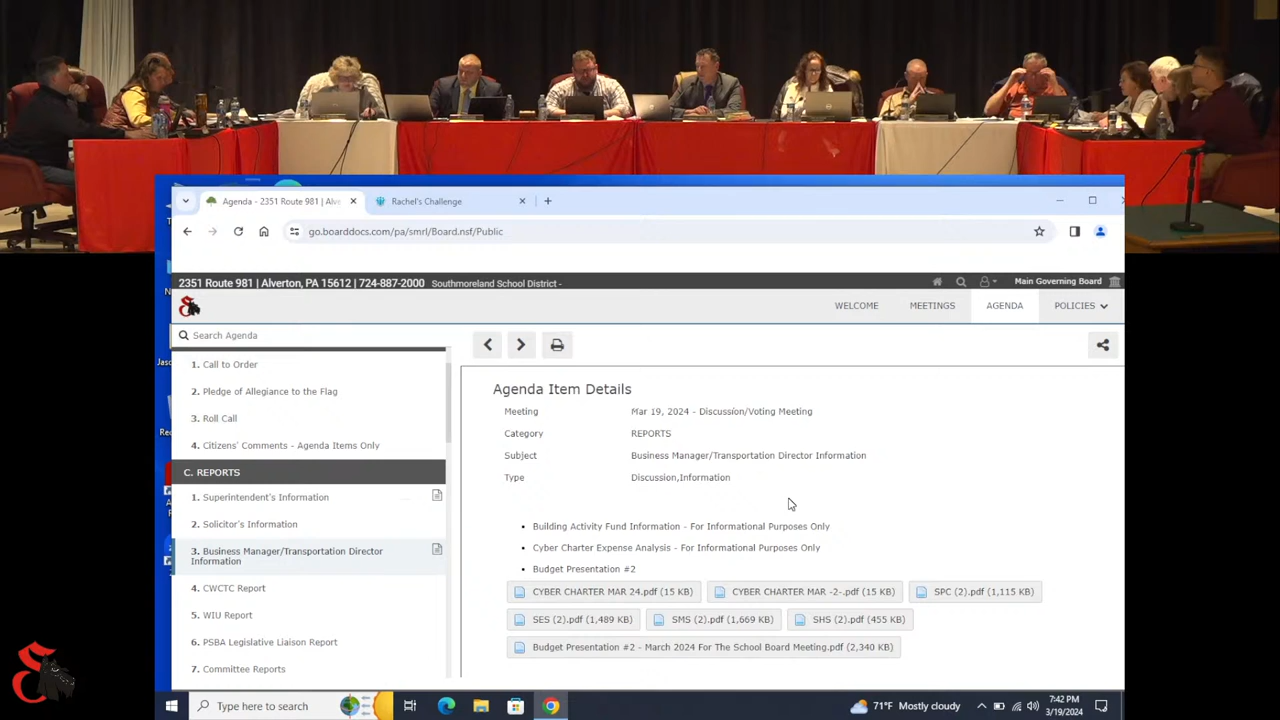 Agenda - 2351 Route 981 | Alve
Rachel's Challenge
go.boarddocs.com/pa/smrl/Board.nsf/Public
2351 Route 981 | Alverton, PA 15612 | 724-887-2000 Southmoreland School District -
Main Governing Board
WELCOME MEETINGS AGENDA POLICIES
Search Agenda
1. Call to Order
2. Pledge of Allegiance to the Flag
3. Roll Call
4. Citizens' Comments - Agenda Items Only
C. REPORTS
1. Superintendent's Information
2. Solicitor's Information
3. Business Manager/Transportation Director
Information
4. CWCTC Report
5. WIU Report
6. PSBA Legislative Liaison Report
7. Committee Reports
Agenda Item Details
Meeting Mar 19, 2024 - Discussion/Voting Meeting
Category REPORTS
Subject Business Manager/Transportation Director Information
Type Discussion,Information
• Building Activity Fund Information - For Informational Purposes Only
• Cyber Charter Expense Analysis - For Informational Purposes Only
• Budget Presentation #2
CYBER CHARTER MAR 24.pdf (15 KB) CYBER CHARTER MAR -2-.pdf (15 KB) SPC (2).pdf (1,115 KB)
SES (2).pdf (1,489 KB) SMS (2).pdf (1,669 KB) SHS (2).pdf (455 KB)
Budget Presentation #2 - March 2024 For The School Board Meeting.pdf (2,340 KB)
Type here to search
71°F Mostly cloudy
7:42 PM
3/19/2024